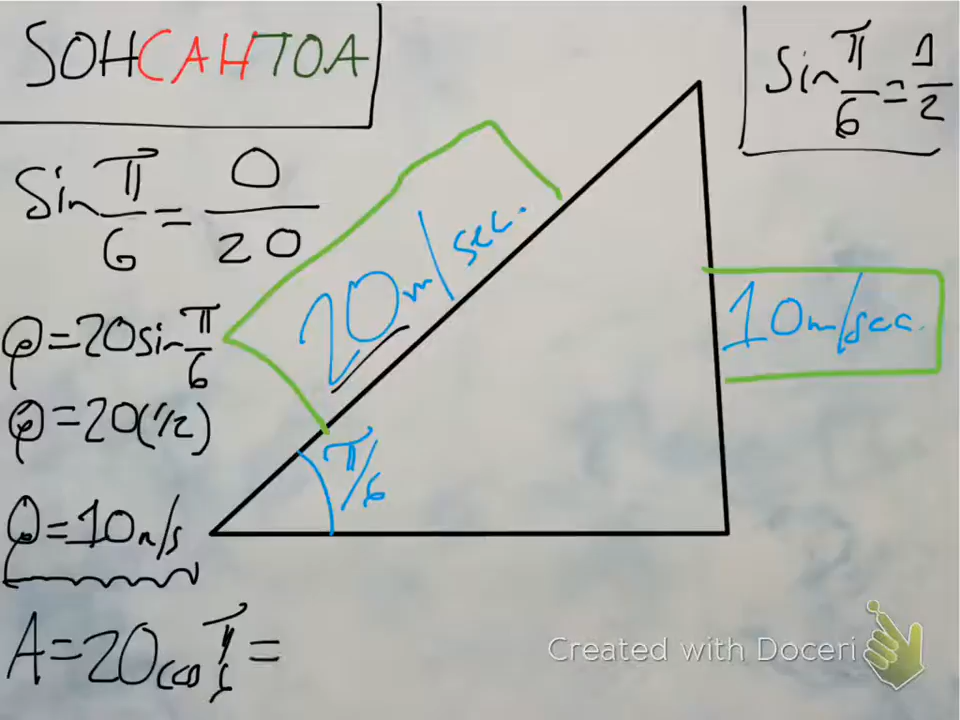 SOHCAHTOA
sin π/6 = 1/2
sin π/6 = O/20
O = 20 sin π/6
O = 20(1/2)
O = 10 m/s
A = 20 cos π/6 =
20 m/sec.
π/6
10 m/sec.
Created with Doceri